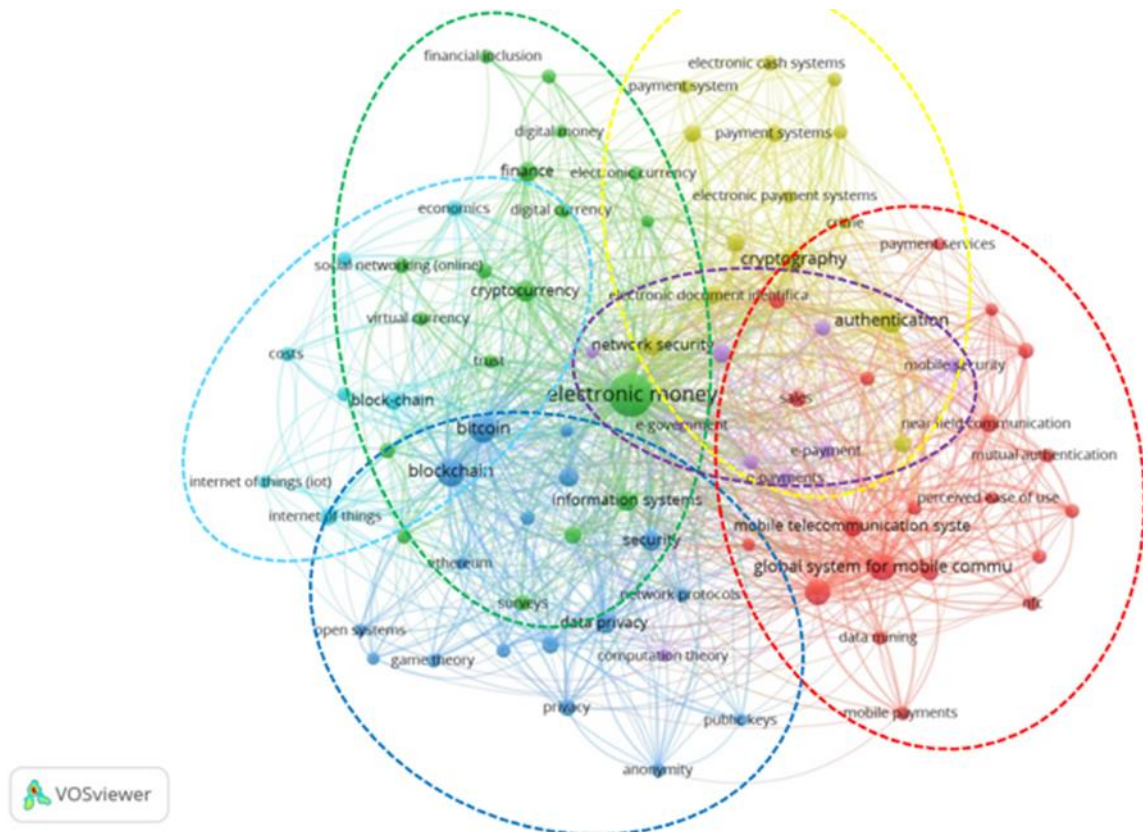 financial inclusion
electronic cash systems
payment system
digital money
payment systems
finance
electronic currency
electronic payment systems
economics
digital currency
crime
payment services
cryptography
social networking (online)
cryptocurrency
electronic document identifica
virtual currency
authentication
network security
costs
trust
mobile security
electronic money
block-chain
sales
e-government
near field communication
bitcoin
e-payment
mutual authentication
blockchain
e-payments
internet of things (iot)
information systems
perceived ease of use
internet of things
mobile telecommunication syste
security
ethereum
global system for mobile commu
network protocols
surveys
nfc
data privacy
open systems
data mining
game theory
computation theory
privacy
mobile payments
public keys
anonymity
VOSviewer